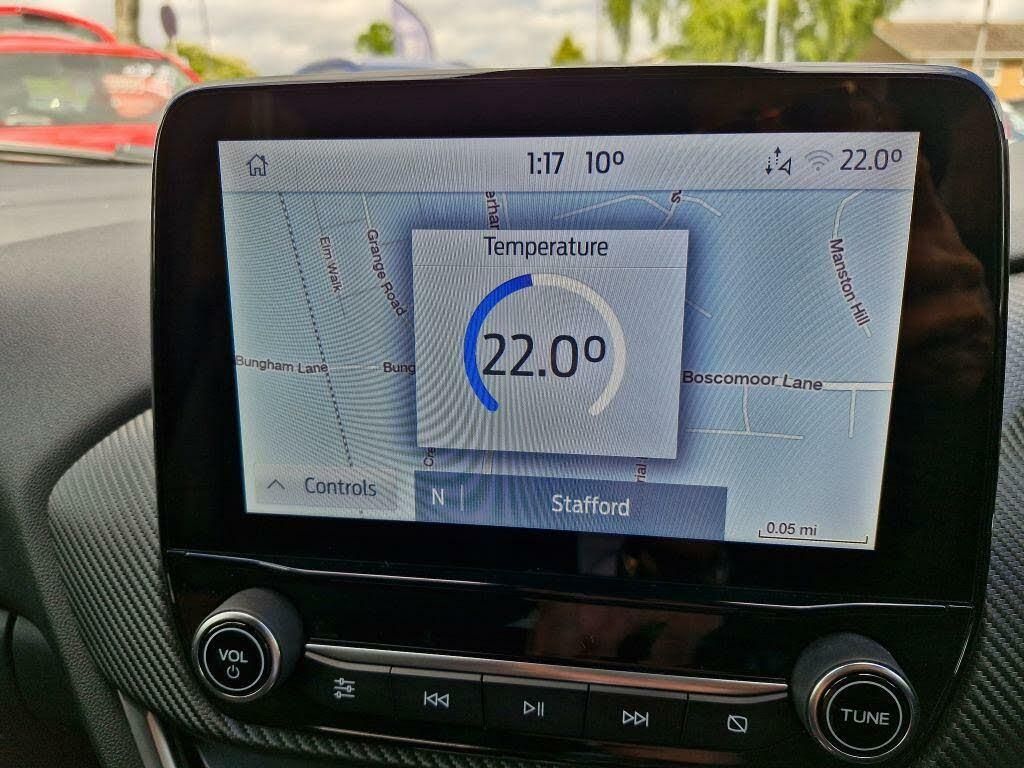 1:17 10° 22.0°
Elm Walk
Grange Road
Manston Hill
Temperature
22.0°
Bungham Lane
Bung
Boscomoor Lane
Controls
N | Stafford
0.05 mi
VOL
TUNE